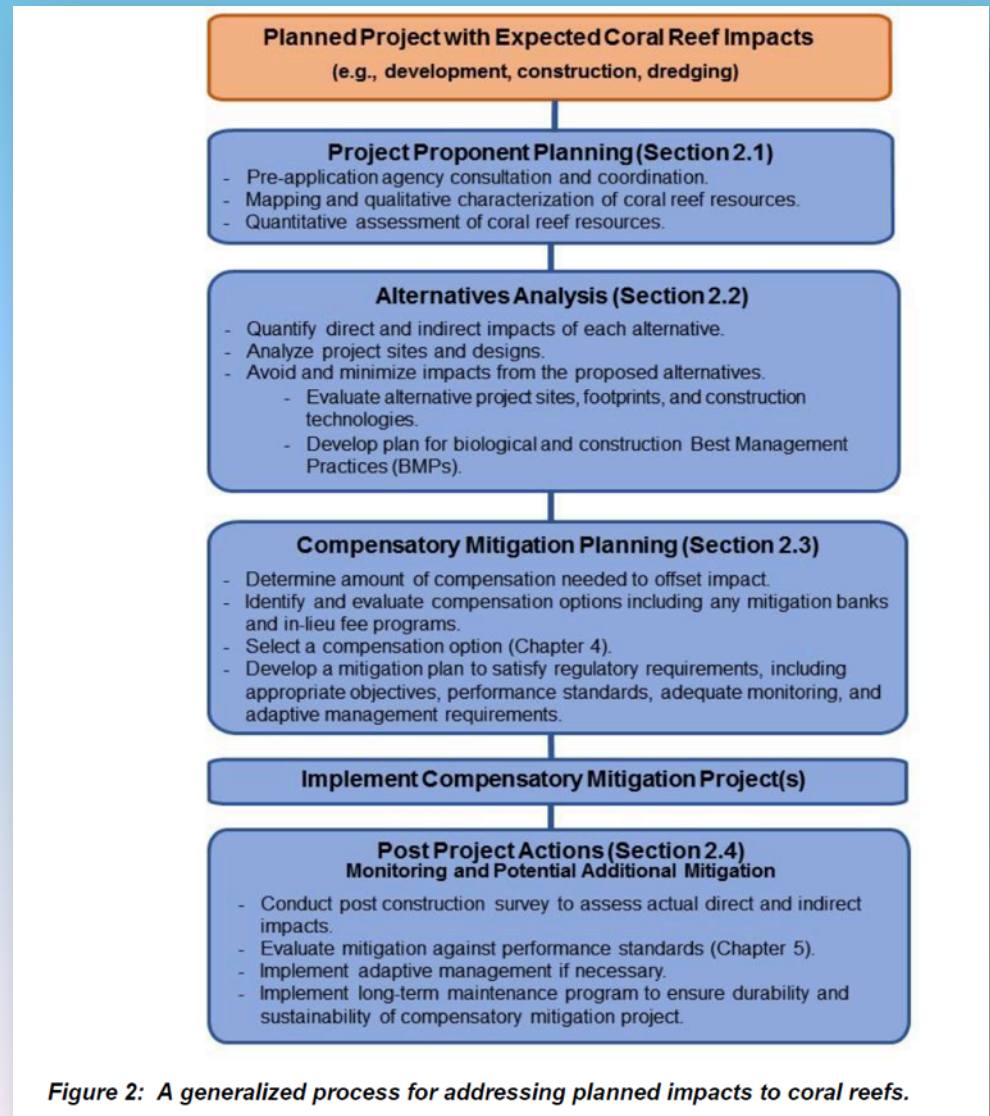 Planned Project with Expected Coral Reef Impacts
(e.g., development, construction, dredging)
Project Proponent Planning (Section 2.1)
- Pre-application agency consultation and coordination.
- Mapping and qualitative characterization of coral reef resources.
- Quantitative assessment of coral reef resources.
Alternatives Analysis (Section 2.2)
- Quantify direct and indirect impacts of each alternative.
- Analyze project sites and designs.
- Avoid and minimize impacts from the proposed alternatives.
- Evaluate alternative project sites, footprints, and construction
technologies.
- Develop plan for biological and construction Best Management
Practices (BMPs).
Compensatory Mitigation Planning (Section 2.3)
- Determine amount of compensation needed to offset impact.
- Identify and evaluate compensation options including any mitigation banks
and in-lieu fee programs.
- Select a compensation option (Chapter 4).
- Develop a mitigation plan to satisfy regulatory requirements, including
appropriate objectives, performance standards, adequate monitoring, and
adaptive management requirements.
Implement Compensatory Mitigation Project(s)
Post Project Actions (Section 2.4)
Monitoring and Potential Additional Mitigation
- Conduct post construction survey to assess actual direct and indirect
impacts.
- Evaluate mitigation against performance standards (Chapter 5).
- Implement adaptive management if necessary.
- Implement long-term maintenance program to ensure durability and
sustainability of compensatory mitigation project.
Figure 2: A generalized process for addressing planned impacts to coral reefs.